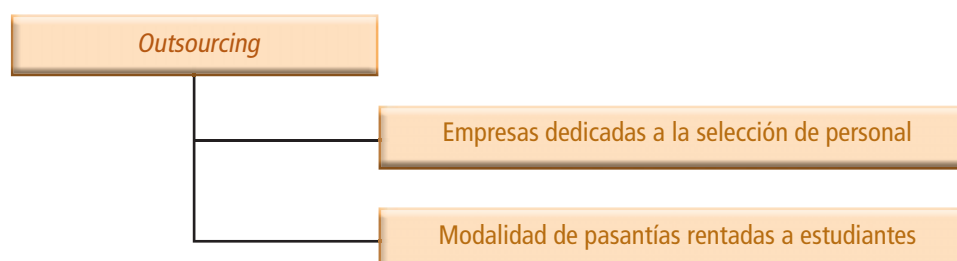 Outsourcing
Empresas dedicadas a la selección de personal
Modalidad de pasantías rentadas a estudiantes